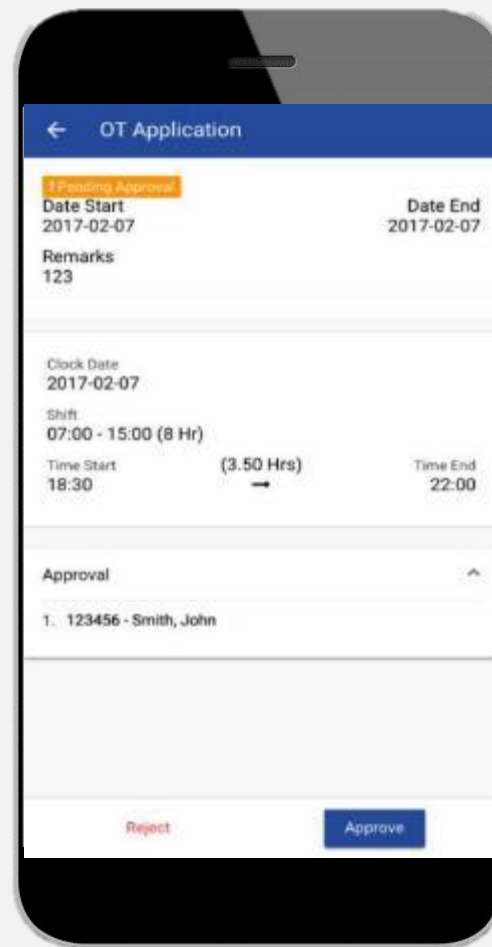 OT Application
1 Pending Approval
Date Start Date End
2017-02-07 2017-02-07
Remarks
123
Clock Date
2017-02-07
Shift
07:00 - 15:00 (8 Hr)
Time Start (3.50 Hrs) Time End
18:30 22:00
Approval
1. 123456 - Smith, John
Reject Approve